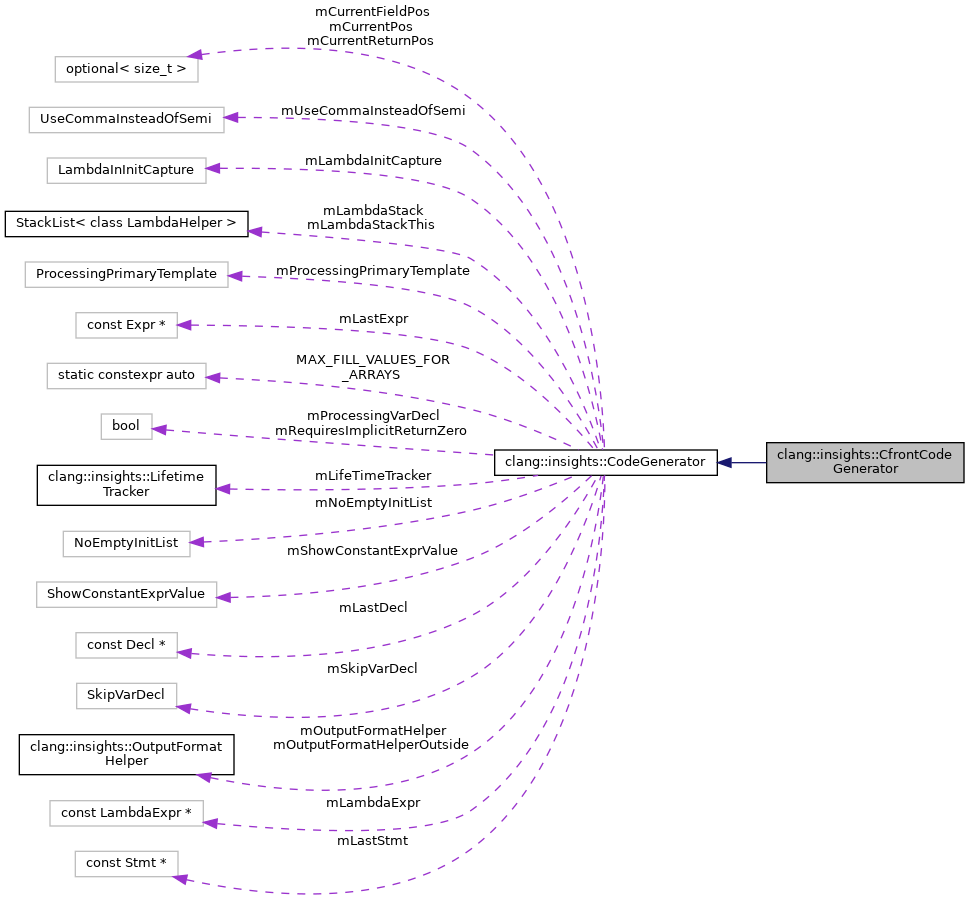 mCurrentFieldPos
mCurrentPos
mCurrentReturnPos
optional< size_t >
mUseCommaInsteadOfSemi
UseCommaInsteadOfSemi
mLambdaInitCapture
LambdaInInitCapture
mLambdaStack
mLambdaStackThis
StackList< class LambdaHelper >
mProcessingPrimaryTemplate
ProcessingPrimaryTemplate
mLastExpr
const Expr *
MAX_FILL_VALUES_FOR
_ARRAYS
static constexpr auto
mProcessingVarDecl
mRequiresImplicitReturnZero
bool
clang::insights::CodeGenerator
clang::insights::CfrontCode
Generator
mLifeTimeTracker
clang::insights::Lifetime
Tracker
mNoEmptyInitList
NoEmptyInitList
mShowConstantExprValue
ShowConstantExprValue
mLastDecl
const Decl *
mSkipVarDecl
SkipVarDecl
mOutputFormatHelper
mOutputFormatHelperOutside
clang::insights::OutputFormat
Helper
mLambdaExpr
const LambdaExpr *
mLastStmt
const Stmt *